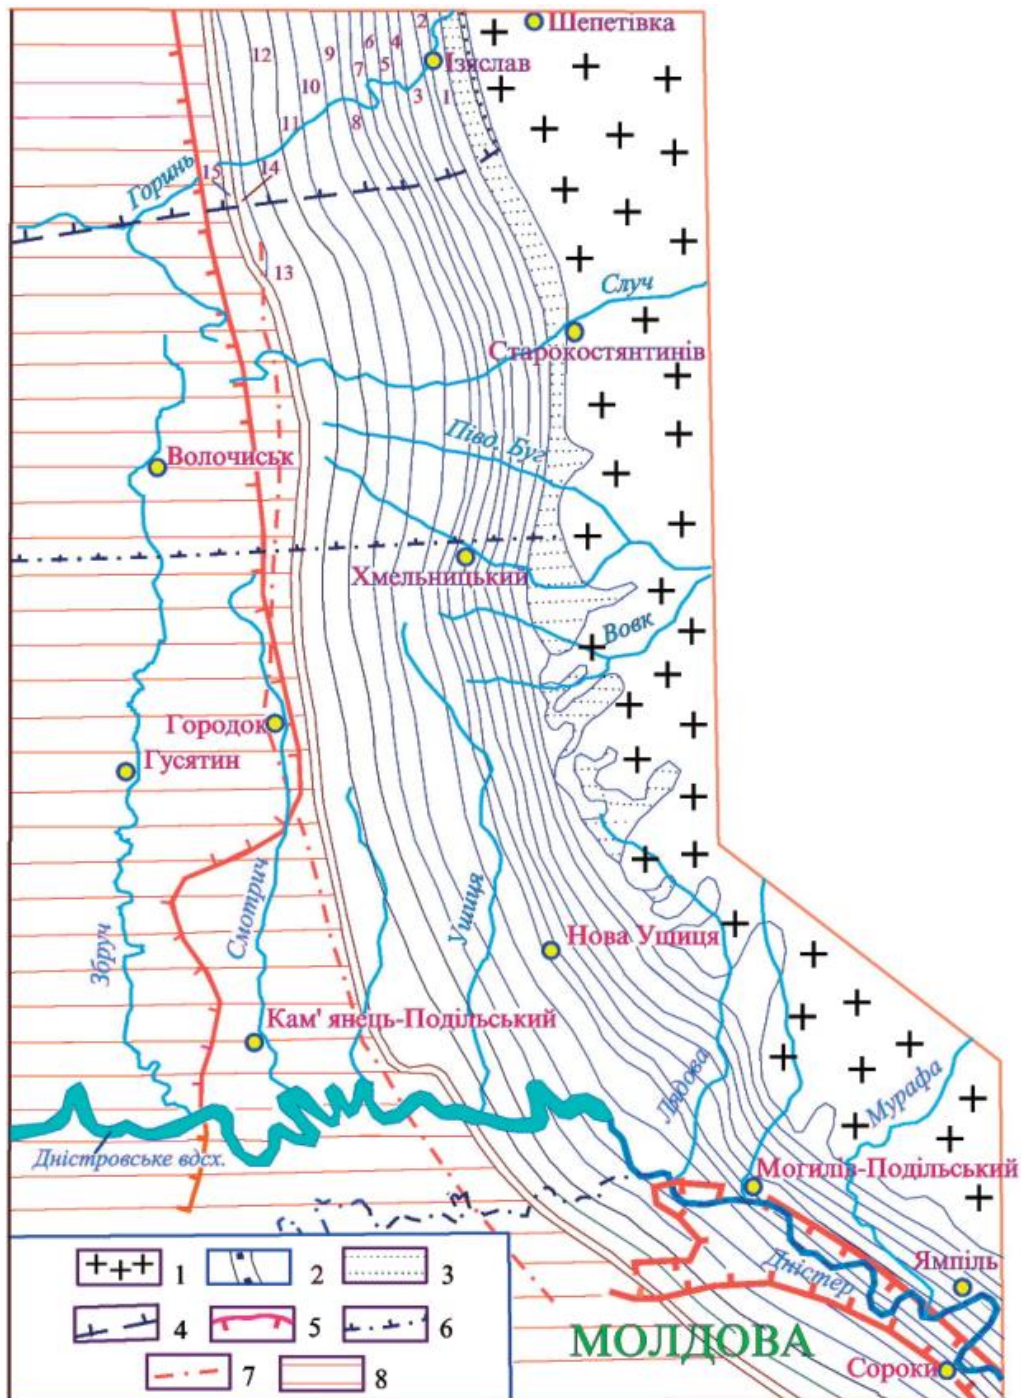 Шепетівка
2
12
9
6
4
Ізяслав
7
5
10
3
1
11
8
Горинь
15
14
13
Случ
Старокостянтинів
Півд. Буг
Волочиськ
Хмельницький
Вовк
Городок
Гусятин
Збруч
Смотрич
Ушиця
Нова Ушиця
Кам' янець-Подільський
Лядова
Мурафа
Дністровське вдсх.
Могилів-Подільський
Дністер
Ямпіль
МОЛДОВА
Сороки
1
2
3
4
5
6
7
8